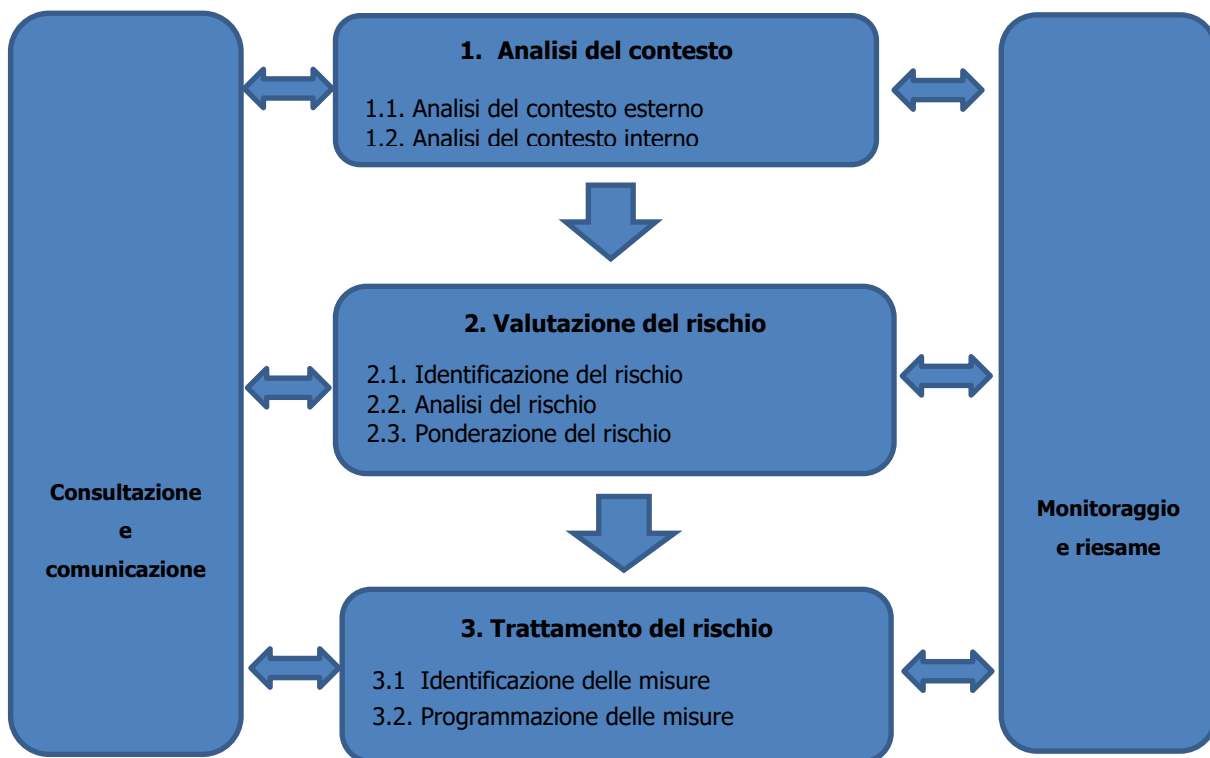 1. Analisi del contesto
1.1. Analisi del contesto esterno
1.2. Analisi del contesto interno
2. Valutazione del rischio
2.1. Identificazione del rischio
2.2. Analisi del rischio
2.3. Ponderazione del rischio
Consultazione
e
comunicazione
Monitoraggio
e riesame
3. Trattamento del rischio
3.1 Identificazione delle misure
3.2. Programmazione delle misure